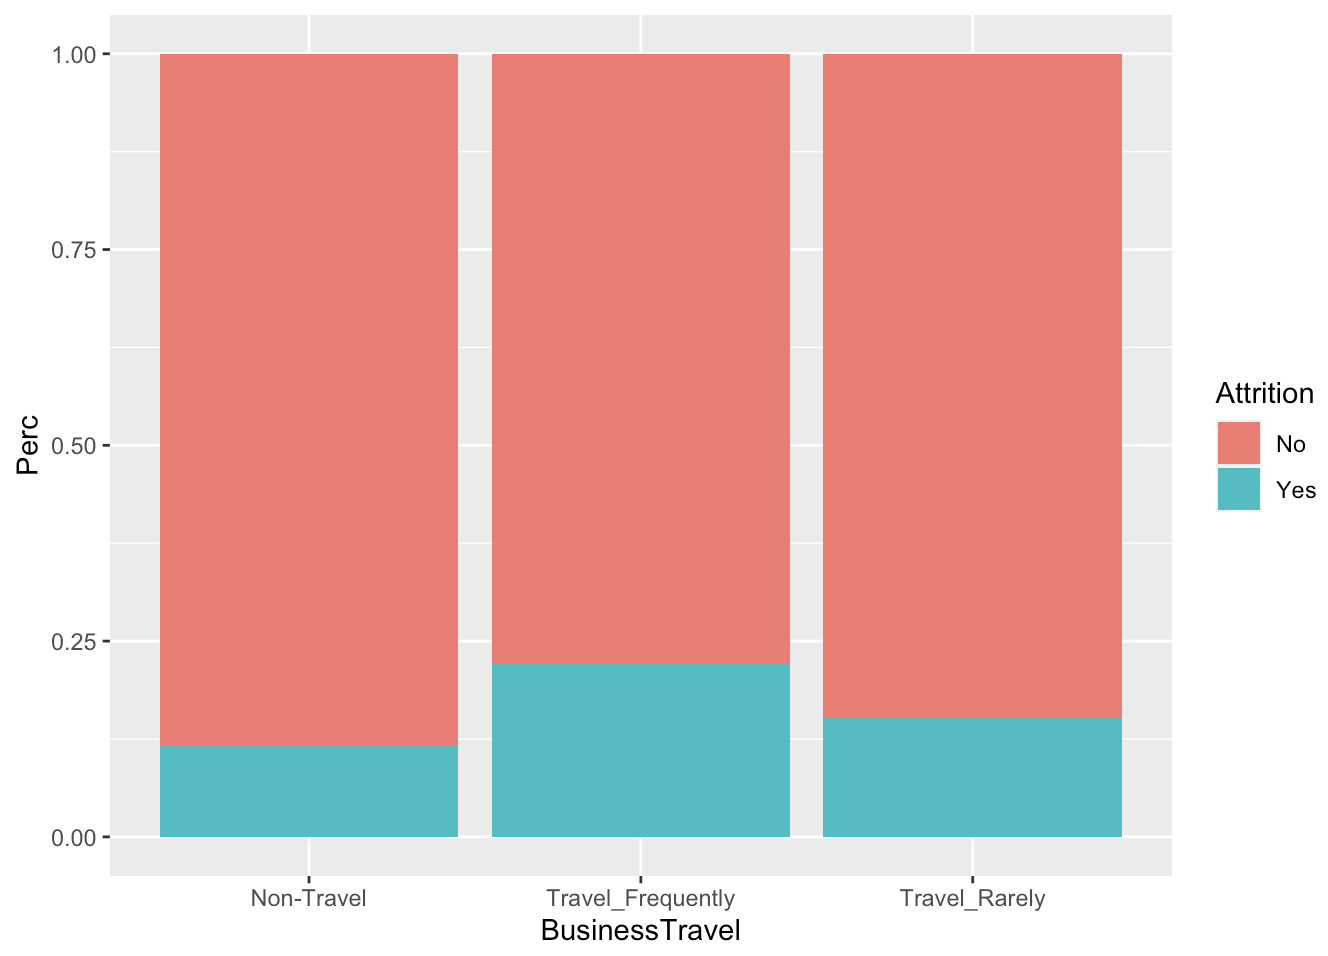 1.00
0.75
0.50
0.25
0.00
Perc
Non-Travel
Travel_Frequently
Travel_Rarely
BusinessTravel
Attrition
No
Yes